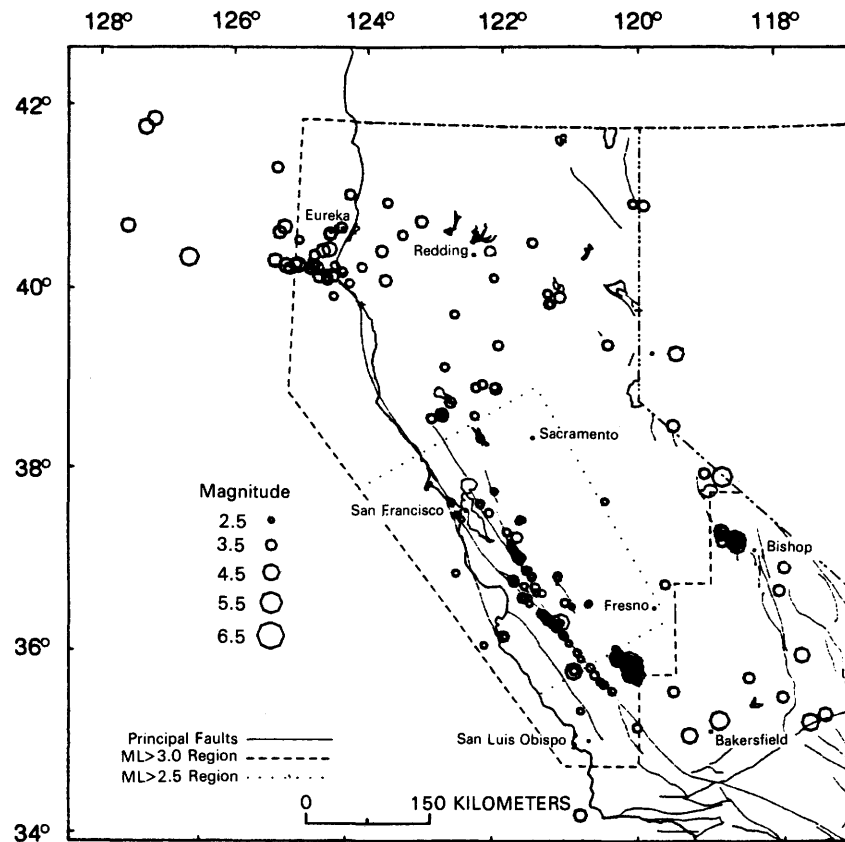 128° 126° 124° 122° 120° 118°
42°
Eureka
Redding
40°
Sacramento
38°
Magnitude
San Francisco
2.5
3.5
Bishop
4.5
5.5
Fresno
6.5
36°
Principal Faults
San Luis Obispo
Bakersfield
ML>3.0 Region
ML>2.5 Region
0 150 KILOMETERS
34°